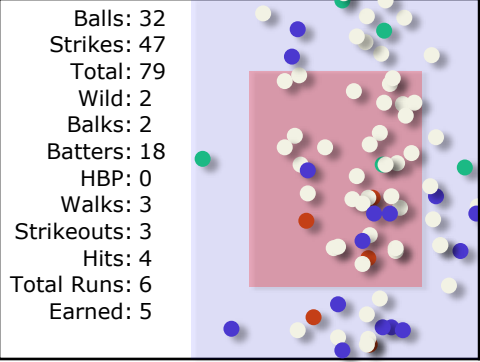 Balls: 32
Strikes: 47
Total: 79
Wild: 2
Balks: 2
Batters: 18
HBP: 0
Walks: 3
Strikeouts: 3
Hits: 4
Total Runs: 6
Earned: 5